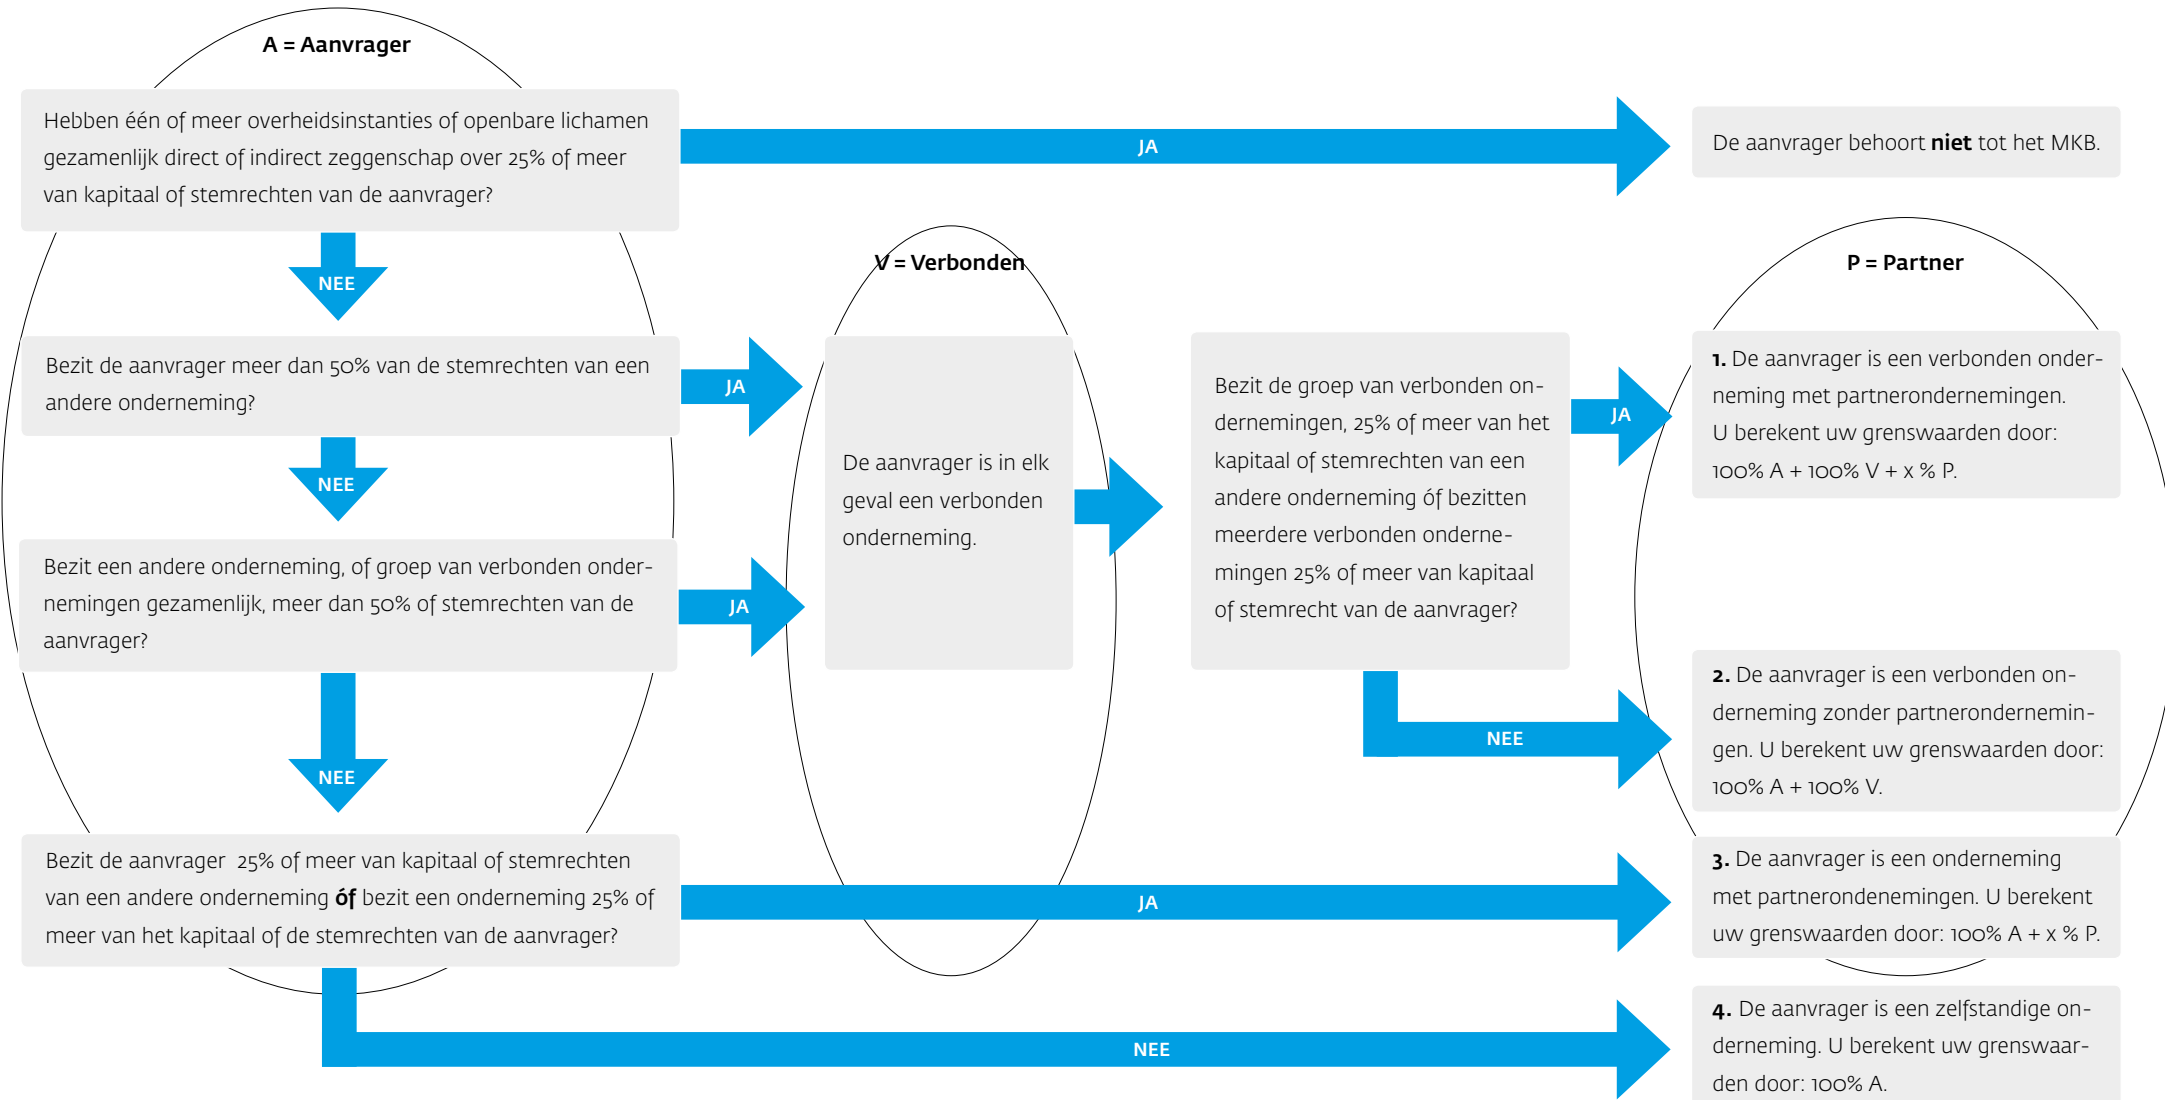 A = Aanvrager
Hebben één of meer overheidsinstanties of openbare lichamen
gezamenlijk direct of indirect zeggenschap over 25% of meer
van kapitaal of stemrechten van de aanvrager?
JA
De aanvrager behoort niet tot het MKB.
NEE
Bezit de aanvrager meer dan 50% van de stemrechten van een
andere onderneming?
JA
NEE
Bezit een andere onderneming, of groep van verbonden onder-
nemingen gezamenlijk, meer dan 50% of stemrechten van de
aanvrager?
JA
NEE
V = Verbonden
De aanvrager is in elk
geval een verbonden
onderneming.
Bezit de groep van verbonden on-
dernemingen, 25% of meer van het
kapitaal of stemrechten van een
andere onderneming óf bezitten
meerdere verbonden onderne-
mingen 25% of meer van kapitaal
of stemrecht van de aanvrager?
JA
NEE
P = Partner
1. De aanvrager is een verbonden onder-
neming met partnerondernemingen.
U berekent uw grenswaarden door:
100% A + 100% V + x % P.
2. De aanvrager is een verbonden on-
derneming zonder partnerondernemin-
gen. U berekent uw grenswaarden door:
100% A + 100% V.
Bezit de aanvrager 25% of meer van kapitaal of stemrechten
van een andere onderneming óf bezit een onderneming 25% of
meer van het kapitaal of de stemrechten van de aanvrager?
JA
3. De aanvrager is een onderneming
met partnerondenemingen. U berekent
uw grenswaarden door: 100% A + x % P.
NEE
4. De aanvrager is een zelfstandige on-
derneming. U berekent uw grenswaar-
den door: 100% A.